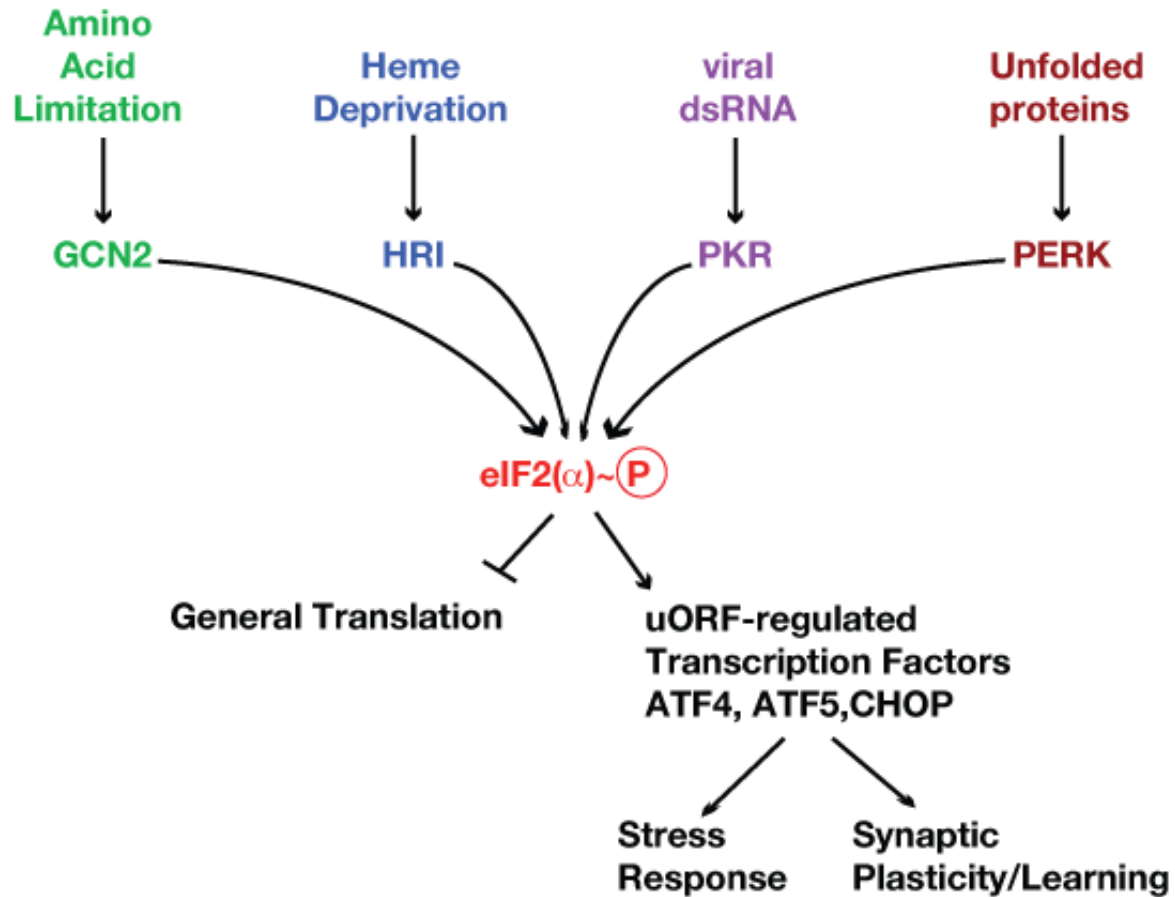 Amino
Acid
Limitation
Heme
Deprivation
viral
dsRNA
Unfolded
proteins
GCN2
HRI
PKR
PERK
eIF2(α)~P
General Translation
uORF-regulated
Transcription Factors
ATF4, ATF5,CHOP
Stress
Response
Synaptic
Plasticity/Learning